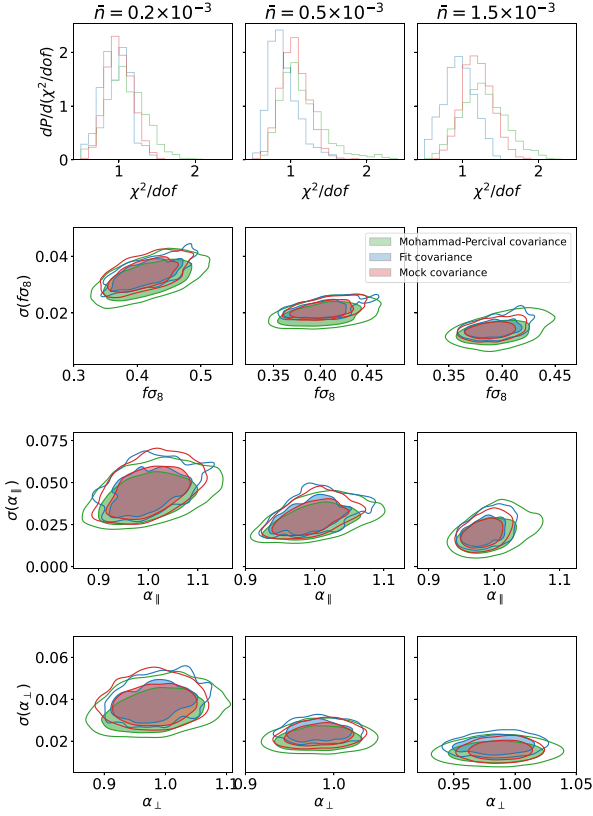 n̄ = 0.2×10⁻³ n̄ = 0.5×10⁻³ n̄ = 1.5×10⁻³
dP/d(χ²/dof)
2
1
0
1 2 1 2 1 2
χ²/dof χ²/dof χ²/dof
Mohammad-Percival covariance
Fit covariance
Mock covariance
σ(fσ₈)
0.04
0.02
0.3 0.4 0.5 0.35 0.40 0.45 0.35 0.40 0.45
fσ₈ fσ₈ fσ₈
σ(α∥)
0.075
0.050
0.025
0.000
0.9 1.0 1.1 0.9 1.0 1.1 0.9 1.0 1.1
α∥ α∥ α∥
σ(α⊥)
0.06
0.04
0.02
0.9 1.0 1.1 0.9 1.0 0.95 1.00 1.05
α⊥ α⊥ α⊥